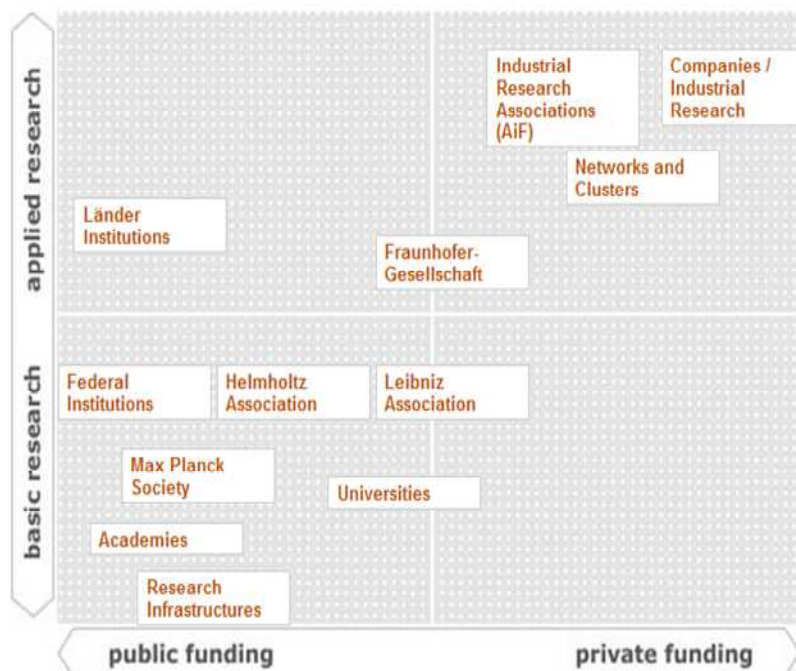 applied research
basic research
Industrial
Research
Associations
(AiF)
Companies /
Industrial
Research
Networks and
Clusters
Länder
Institutions
Fraunhofer-
Gesellschaft
Federal
Institutions
Helmholtz
Association
Leibniz
Association
Max Planck
Society
Universities
Academies
Research
Infrastructures
public funding
private funding